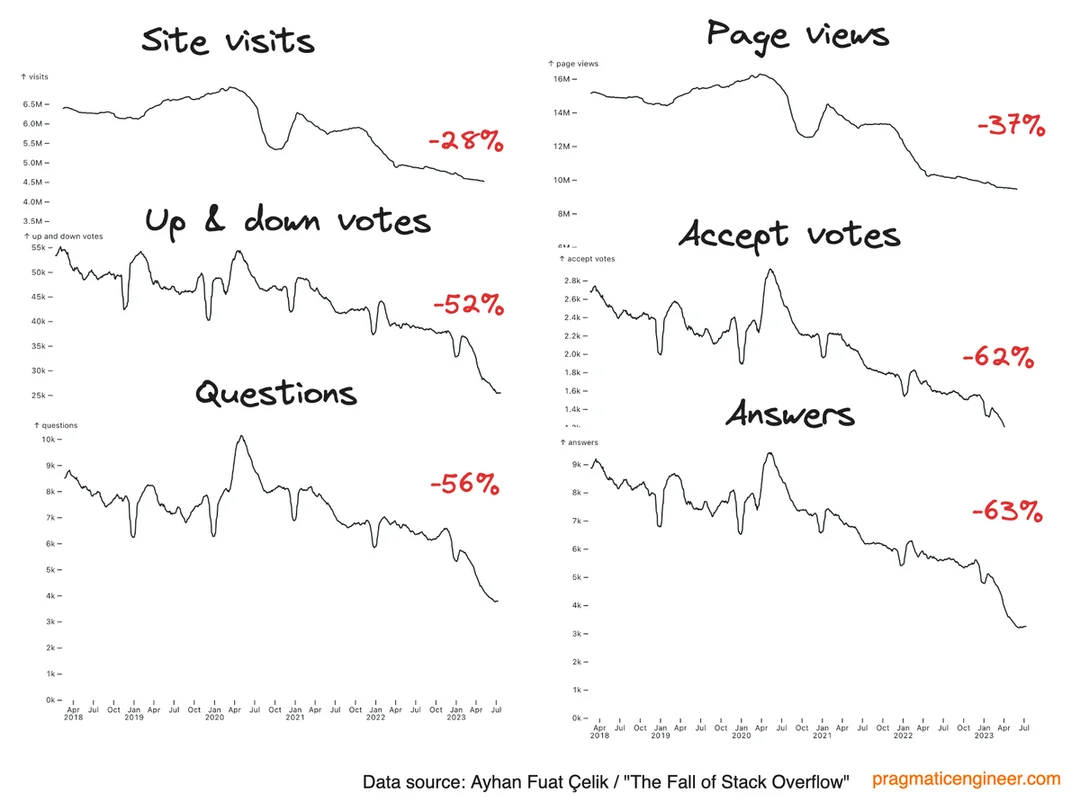 Site visits
↑ visits
6.5M
6.0M
5.5M
5.0M
4.5M
4.0M
3.5M
-28%
Page views
↑ page views
16M
14M
12M
10M
8M
-37%
Up & down votes
↑ up and down votes
55k
50k
45k
40k
35k
30k
25k
-52%
Accept votes
↑ accept votes
2.8k
2.6k
2.4k
2.2k
2.0k
1.8k
1.6k
1.4k
-62%
Questions
↑ questions
10k
9k
8k
7k
6k
5k
4k
3k
2k
1k
0k
-56%
Apr Jul Oct Jan Apr Jul Oct Jan Apr Jul Oct Jan Apr Jul Oct Jan Apr Jul Oct Jan Apr Jul
2018 2019 2020 2021 2022 2023
Answers
↑ answers
9k
8k
7k
6k
5k
4k
3k
2k
1k
0k
-63%
Apr Jul Oct Jan Apr Jul Oct Jan Apr Jul Oct Jan Apr Jul Oct Jan Apr Jul Oct Jan Apr Jul
2018 2019 2020 2021 2022 2023
Data source: Ayhan Fuat Çelik / "The Fall of Stack Overflow"
pragmaticengineer.com